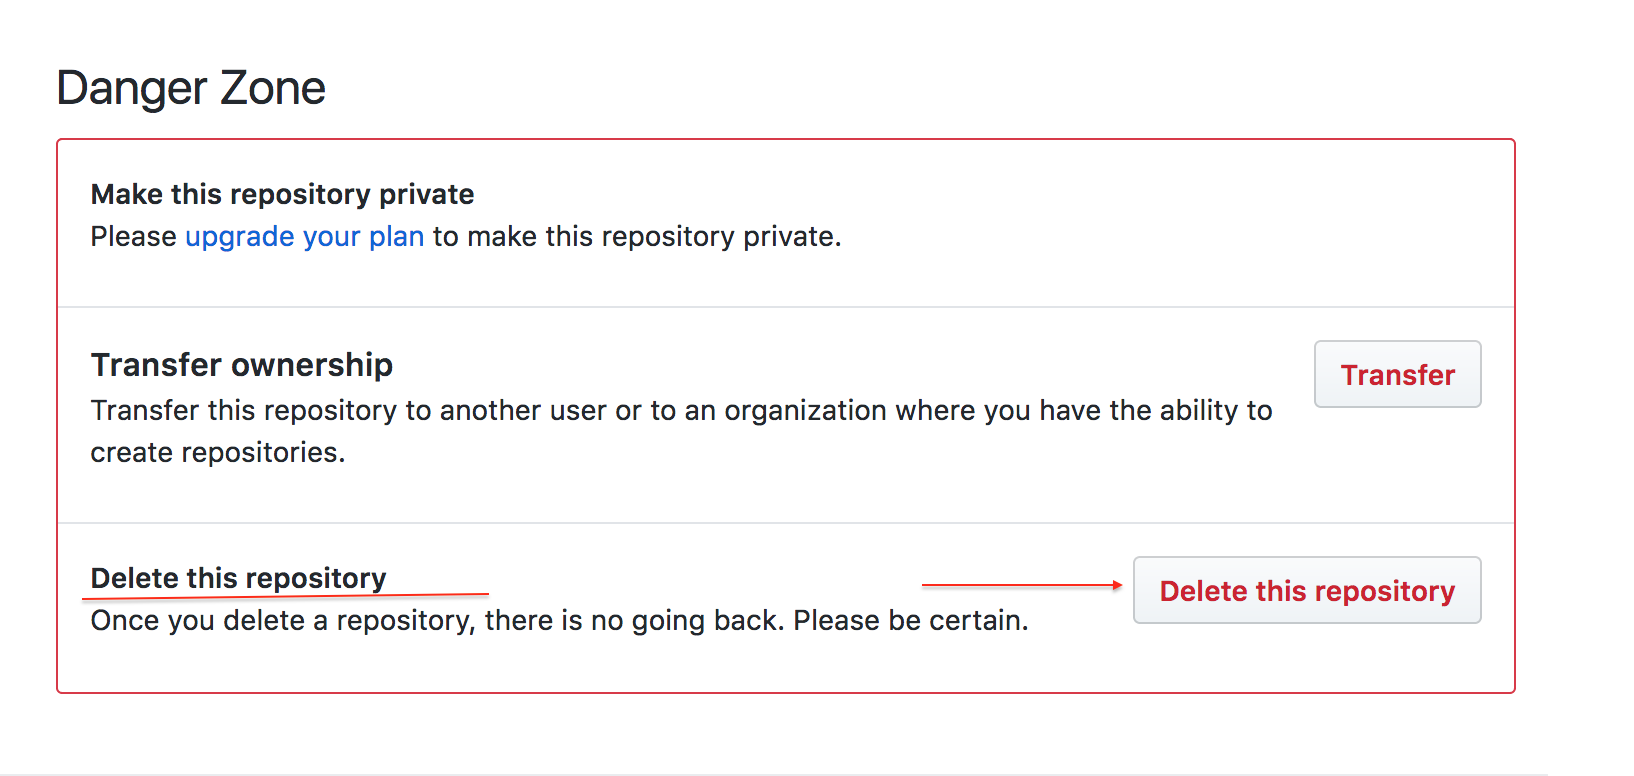 Danger Zone
Make this repository private
Please upgrade your plan to make this repository private.
Transfer ownership
Transfer this repository to another user or to an organization where you have the ability to
create repositories.
Transfer
Delete this repository
Once you delete a repository, there is no going back. Please be certain.
Delete this repository